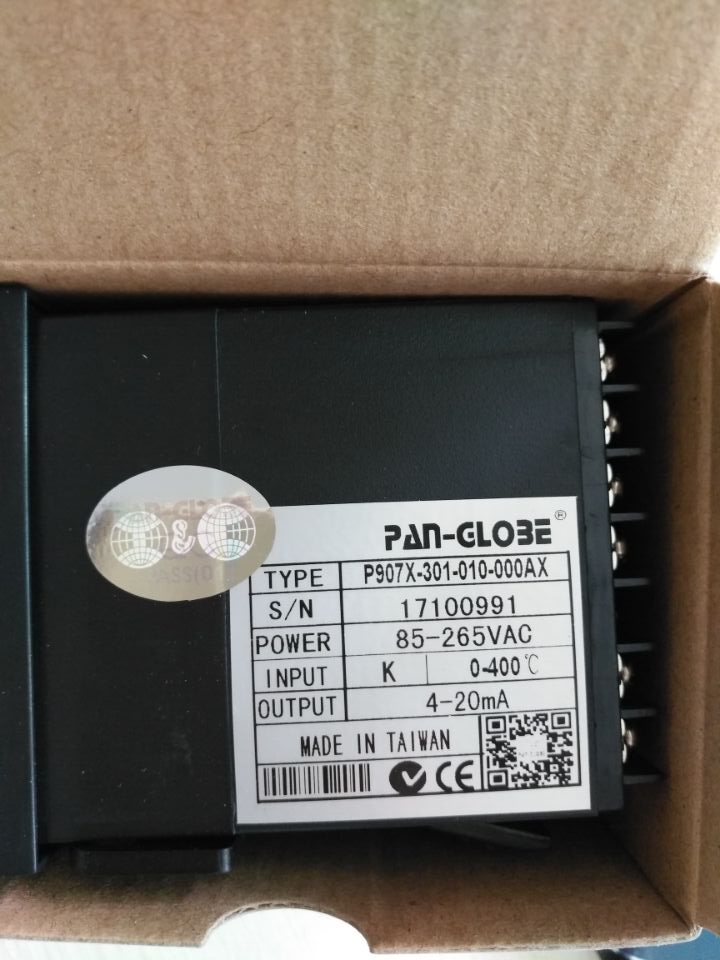 PAN-GLOBE®
TYPE P907X-301-010-000AX
S/N 17100991
POWER 85-265VAC
INPUT K 0-400℃
OUTPUT 4-20mA
MADE IN TAIWAN
CE